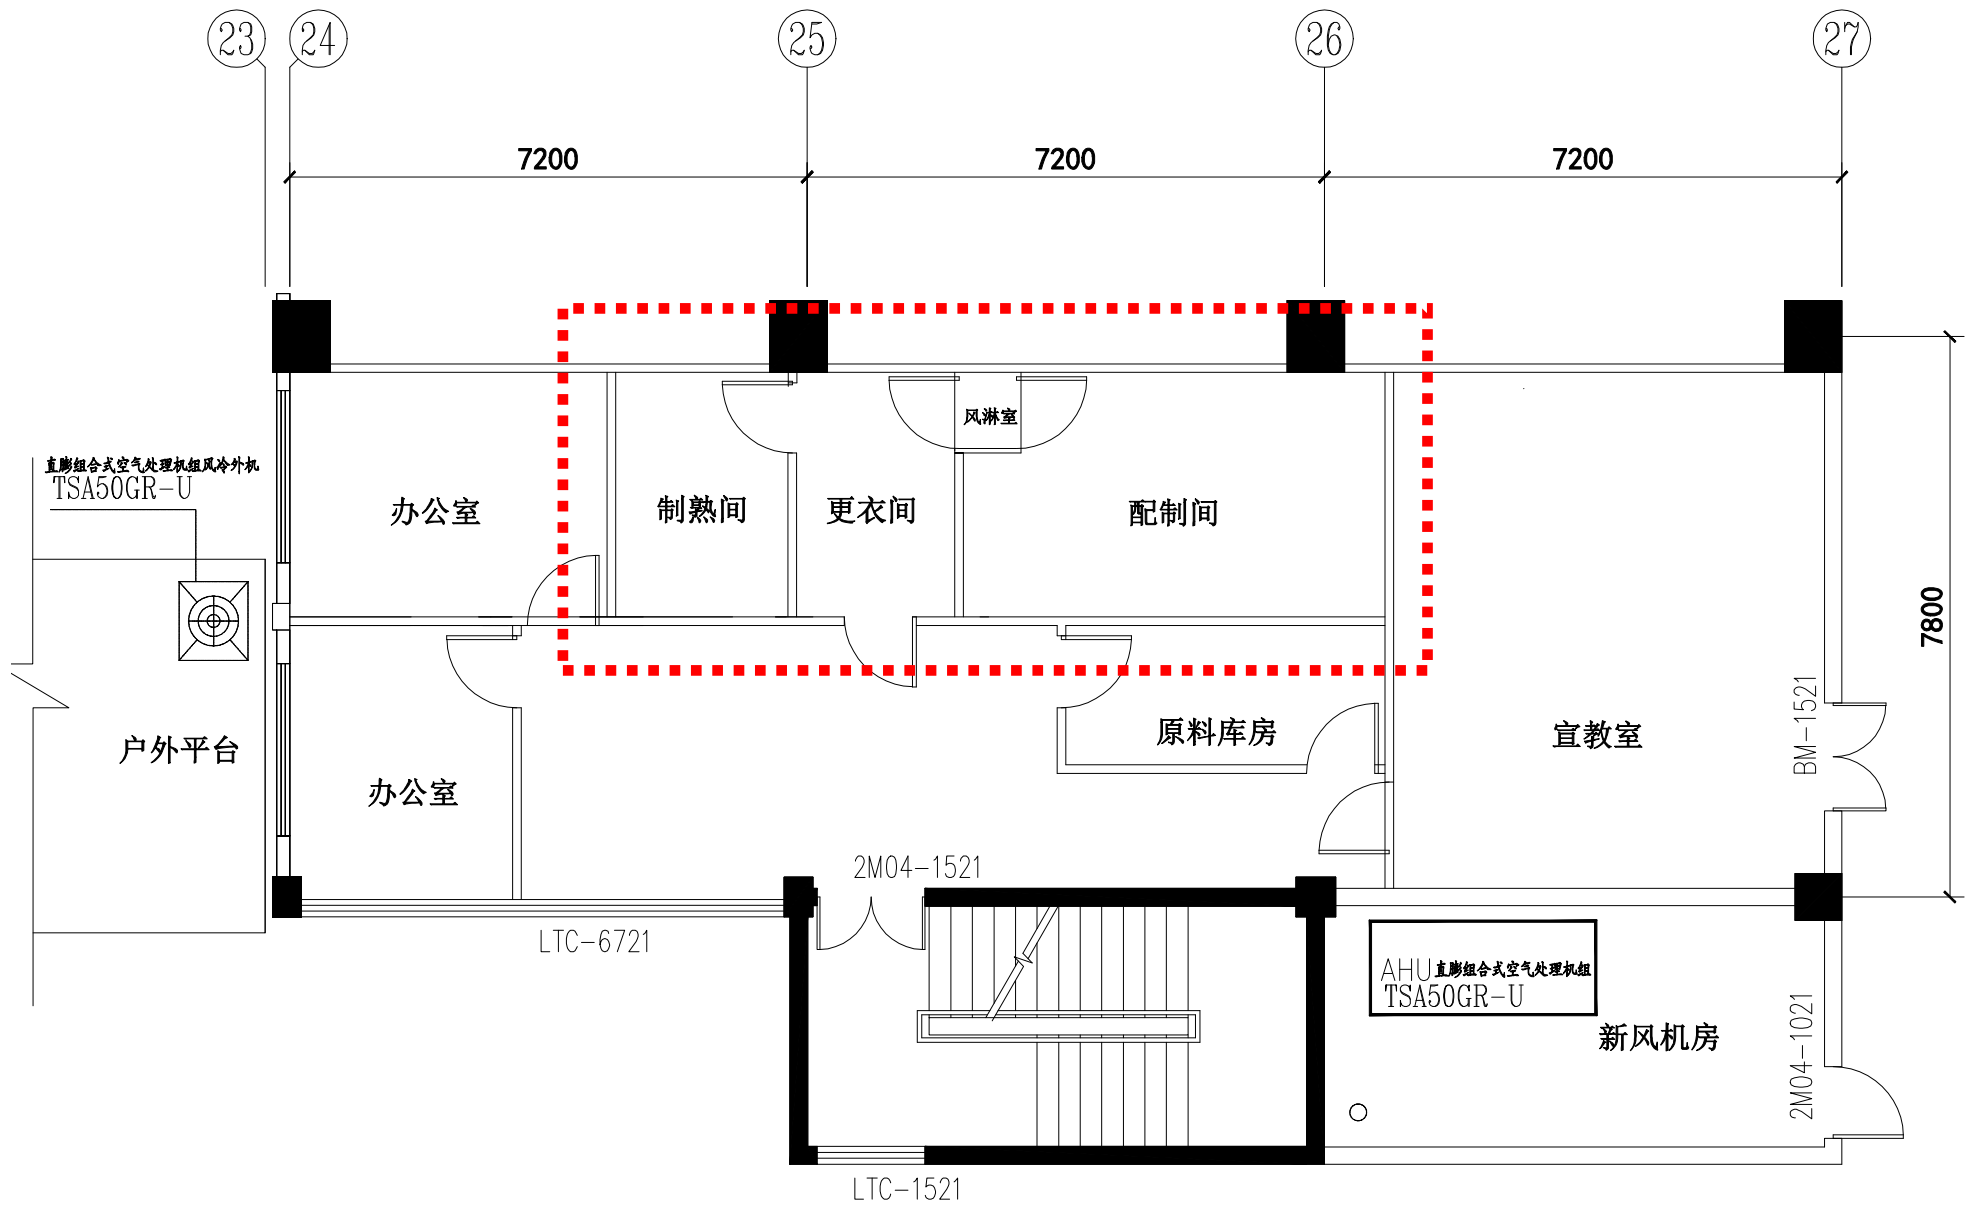 23
24
25
26
27
7200
7200
7200
风淋室
直膨组合式空气处理机组风冷外机
TSA50GR-U
办公室
制熟间
更衣间
配制间
7800
户外平台
办公室
原料库房
宣教室
BM-1521
2M04-1521
LTC-6721
AHU直膨组合式空气处理机组
TSA50GR-U
新风机房
2M04-1021
LTC-1521